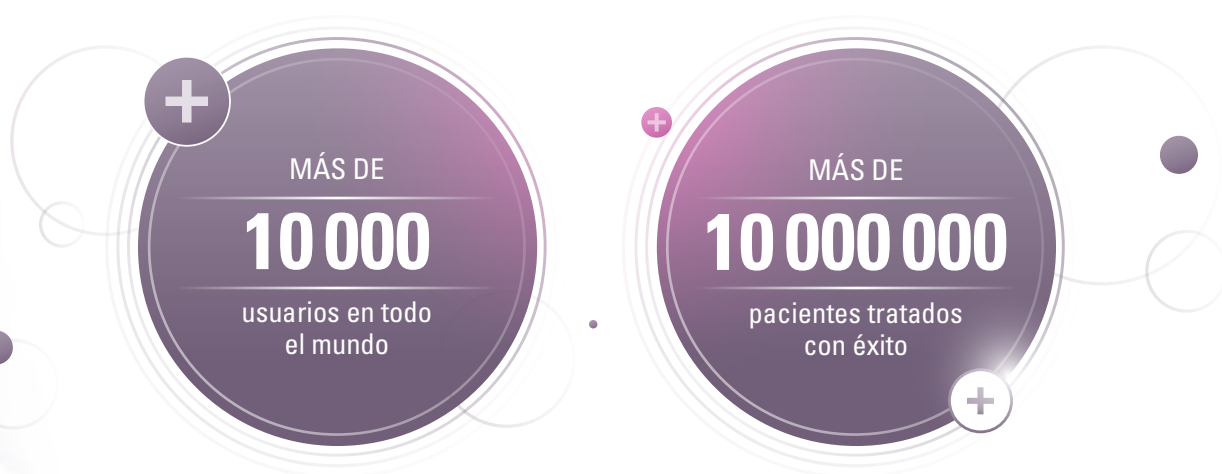 MÁS DE
10 000
usuarios en todo
el mundo
MÁS DE
10 000 000
pacientes tratados
con éxito